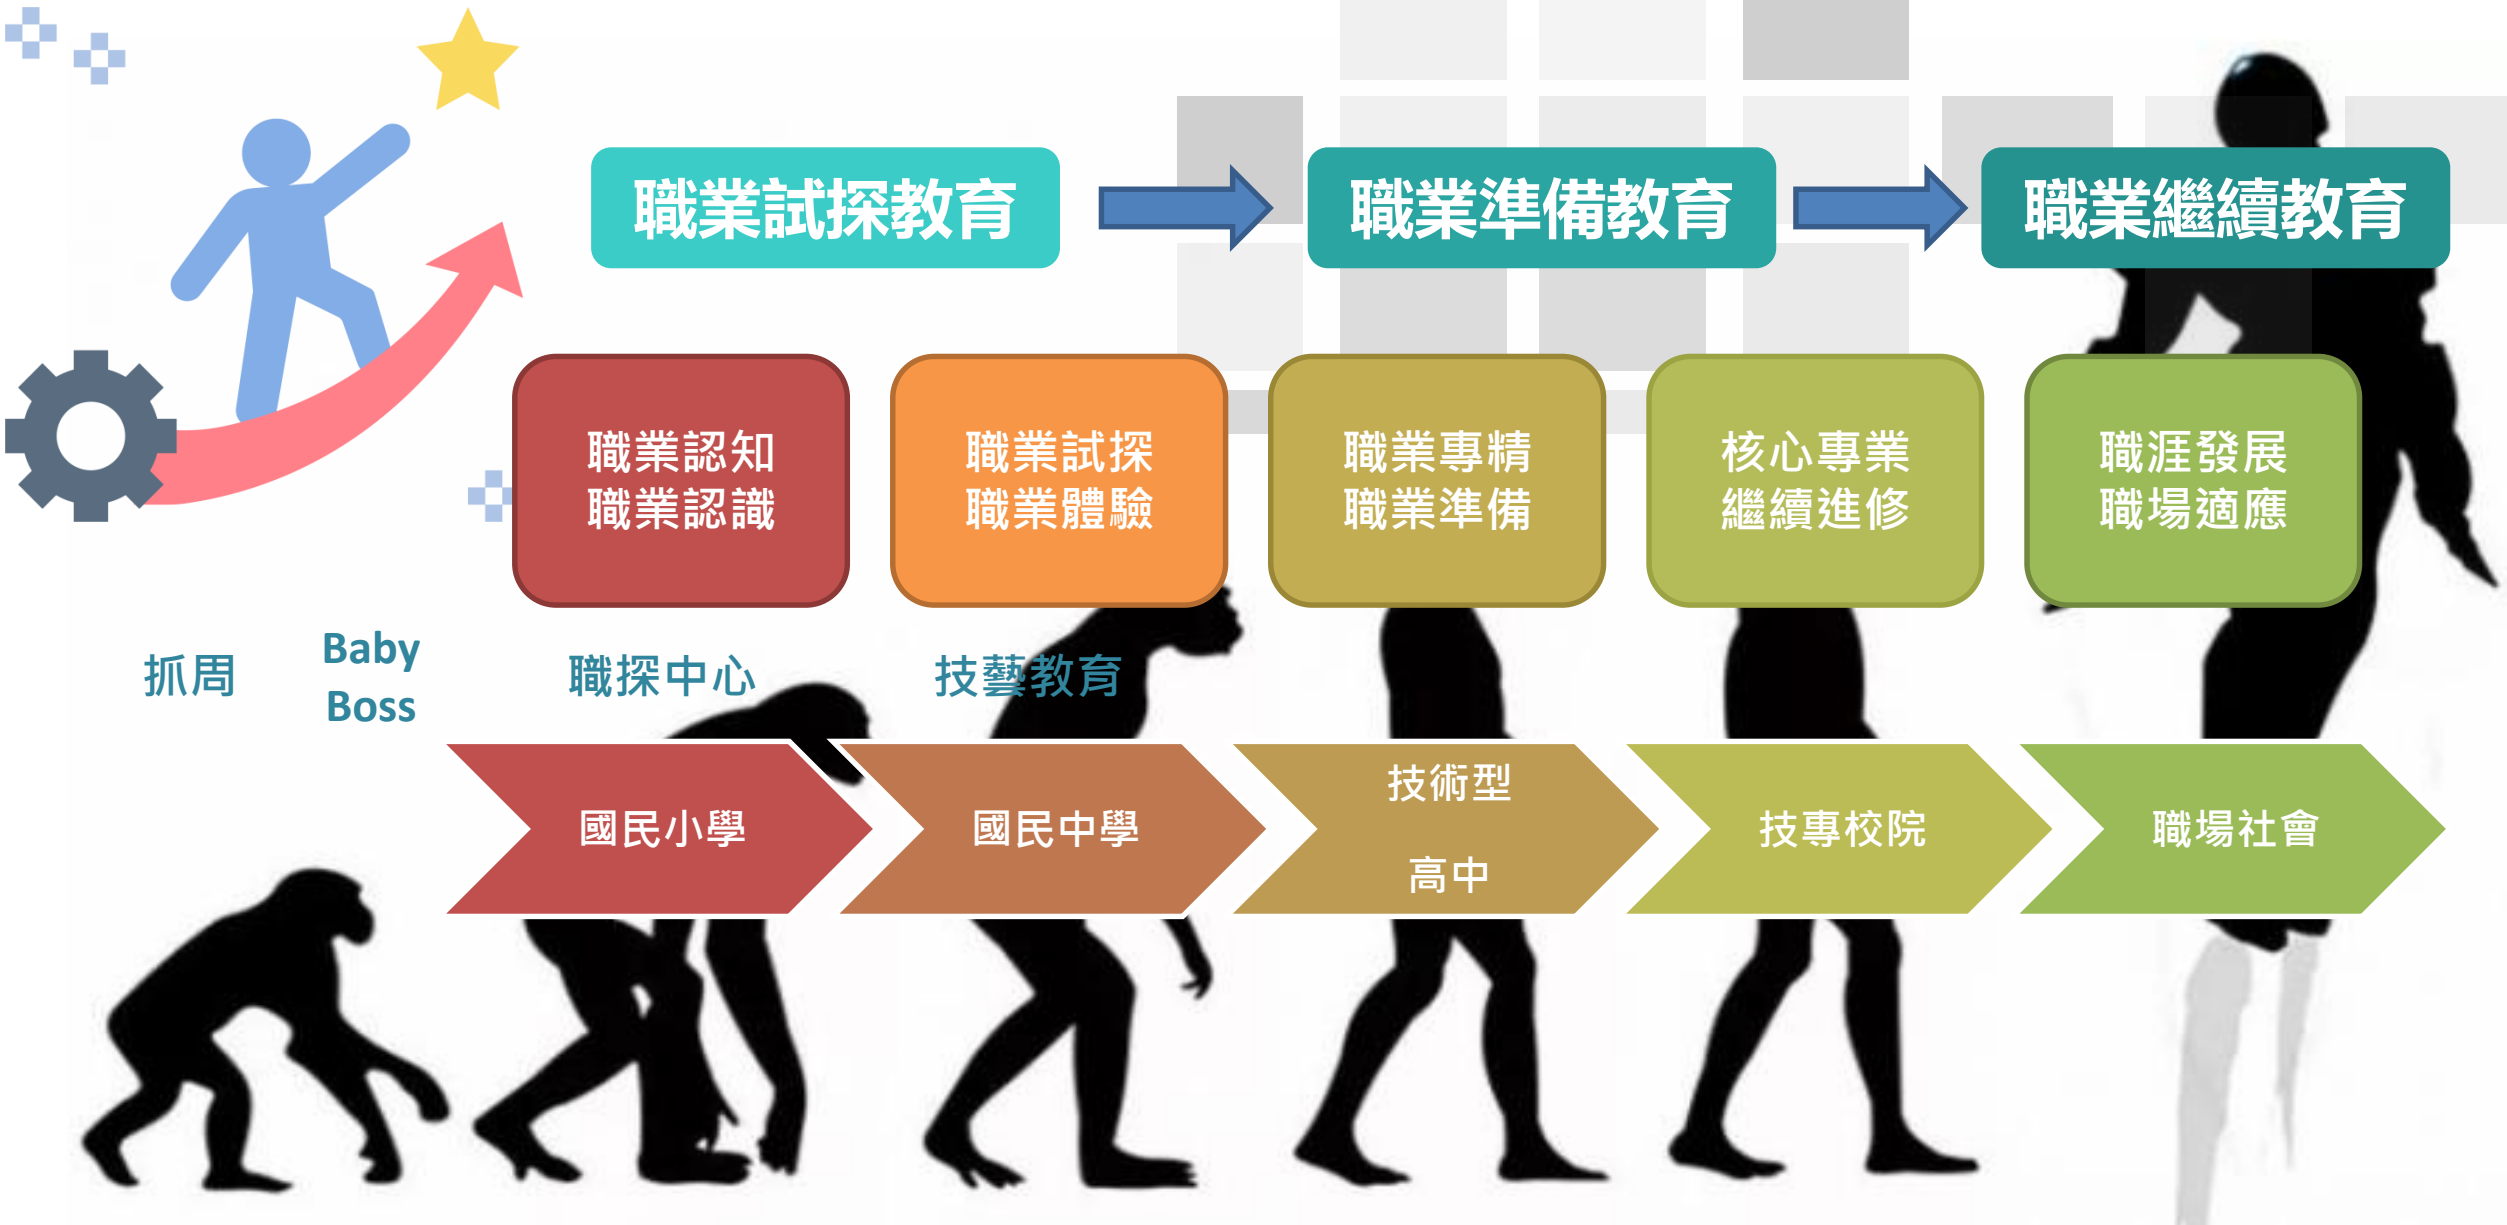 職業試探教育
職業準備教育
職業繼續教育
職業認知
職業認識
職業試探
職業體驗
職業專精
職業準備
核心專業
繼續進修
職涯發展
職場適應
抓周
Baby
Boss
職探中心
技藝教育
國民小學
國民中學
技術型
高中
技專校院
職場社會